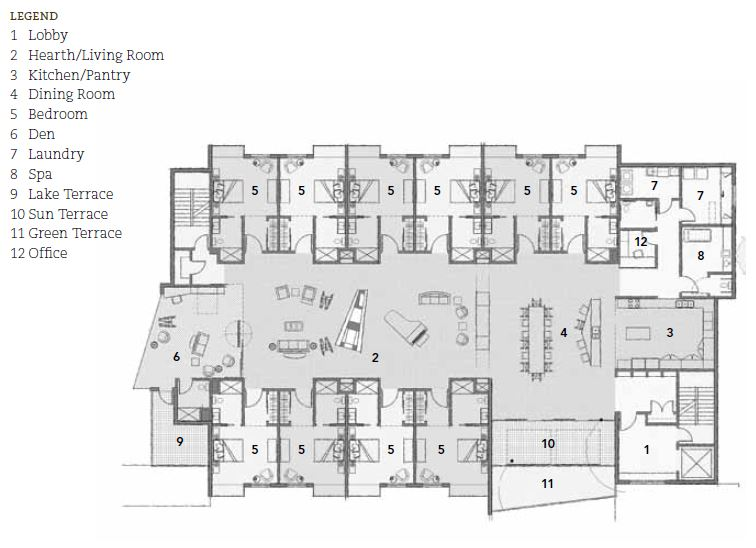 LEGEND
1 Lobby
2 Hearth/Living Room
3 Kitchen/Pantry
4 Dining Room
5 Bedroom
6 Den
7 Laundry
8 Spa
9 Lake Terrace
10 Sun Terrace
11 Green Terrace
12 Office
5 5 5 5 5 5
7 7
12
8
4
3
6
2
9
5 5 5 5
10
1
11